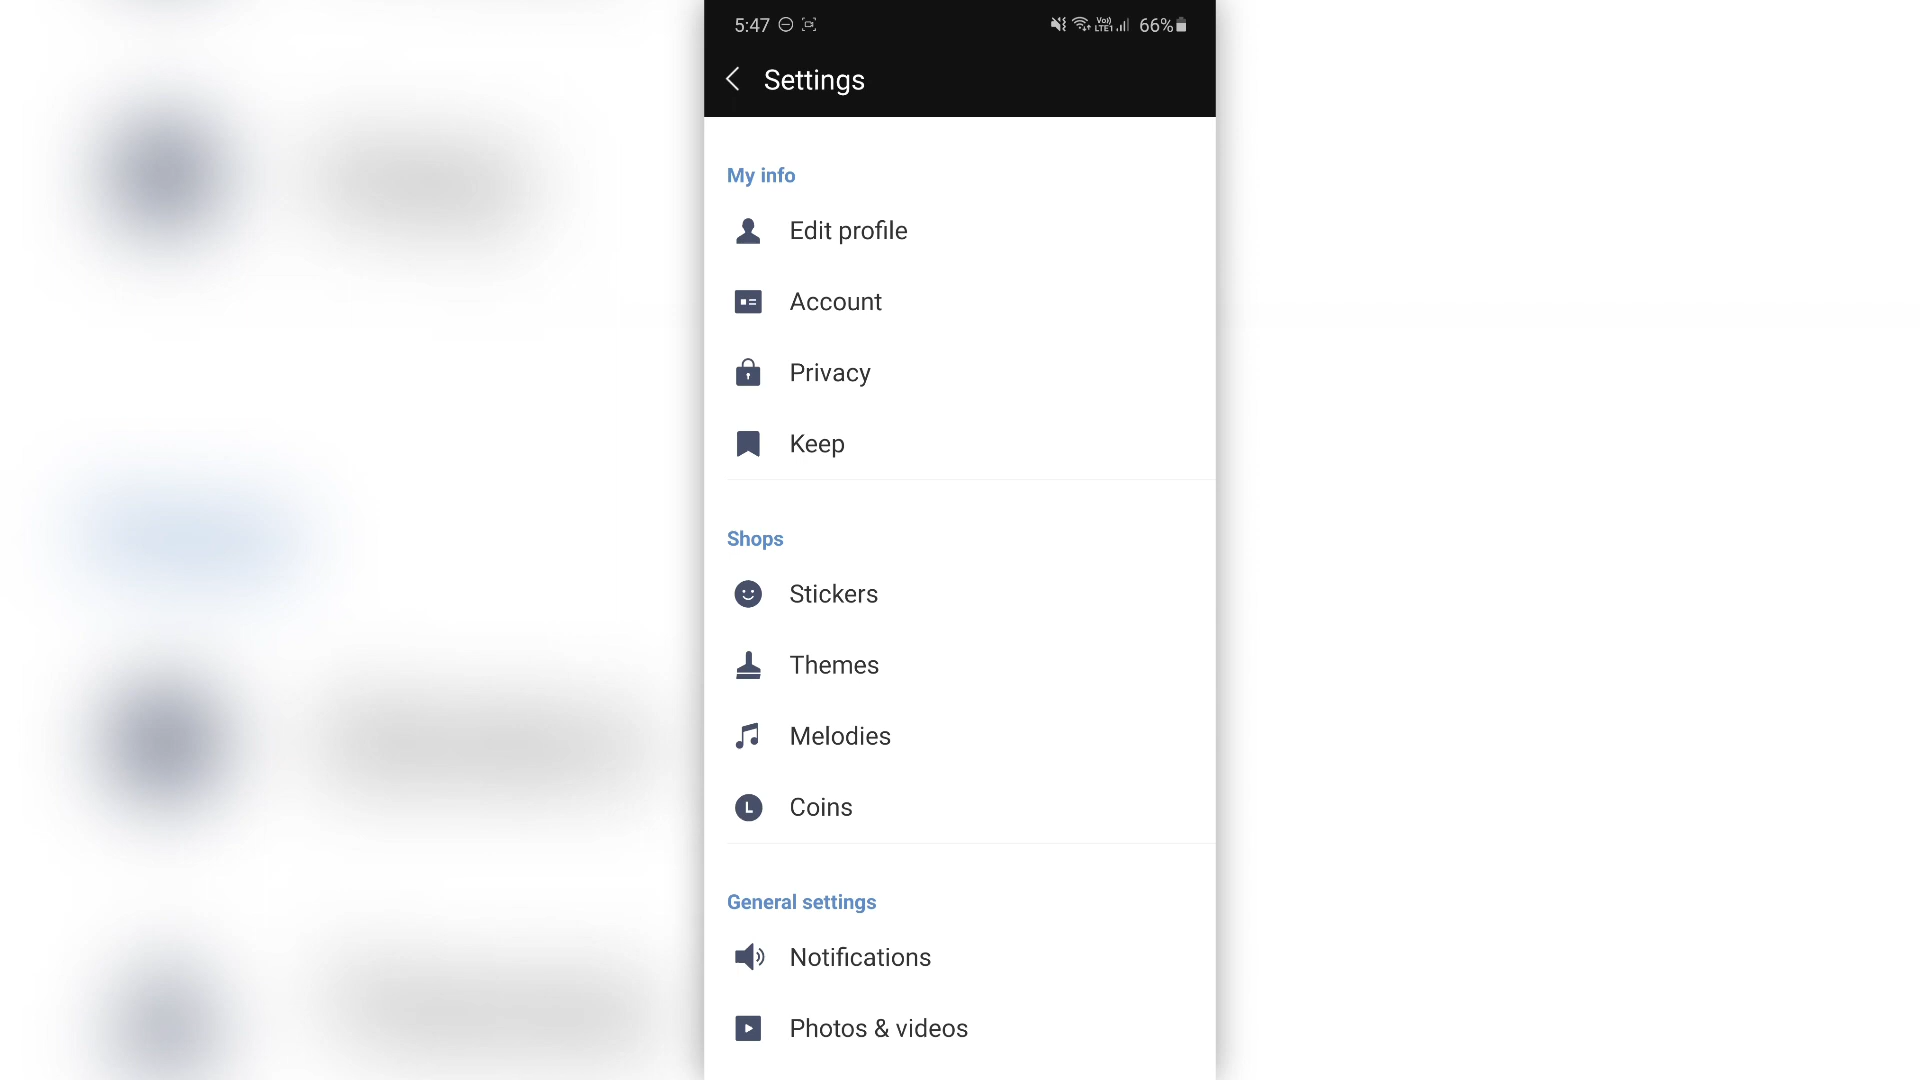 5:47 66%
Settings
My info
Edit profile
Account
Privacy
Keep
Shops
Stickers
Themes
Melodies
L Coins
General settings
Notifications
Photos & videos